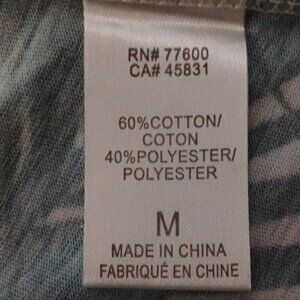 RN# 77600
CA# 45831
60%COTTON/
COTON
40%POLYESTER/
POLYESTER
M
MADE IN CHINA
FABRIQUÉ EN CHINE